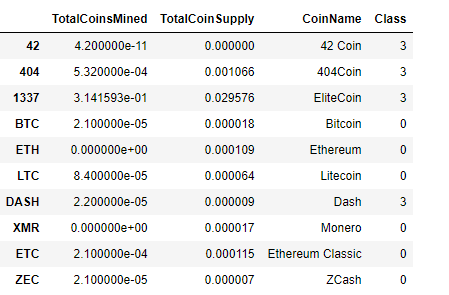 TotalCoinsMined TotalCoinSupply CoinName Class
42 4.200000e-11 0.000000 42 Coin 3
404 5.320000e-04 0.001066 404Coin 3
1337 3.141593e-01 0.029576 EliteCoin 3
BTC 2.100000e-05 0.000018 Bitcoin 0
ETH 0.000000e+00 0.000109 Ethereum 0
LTC 8.400000e-05 0.000064 Litecoin 0
DASH 2.200000e-05 0.000009 Dash 3
XMR 0.000000e+00 0.000017 Monero 0
ETC 2.100000e-04 0.000115 Ethereum Classic 0
ZEC 2.100000e-05 0.000007 ZCash 0